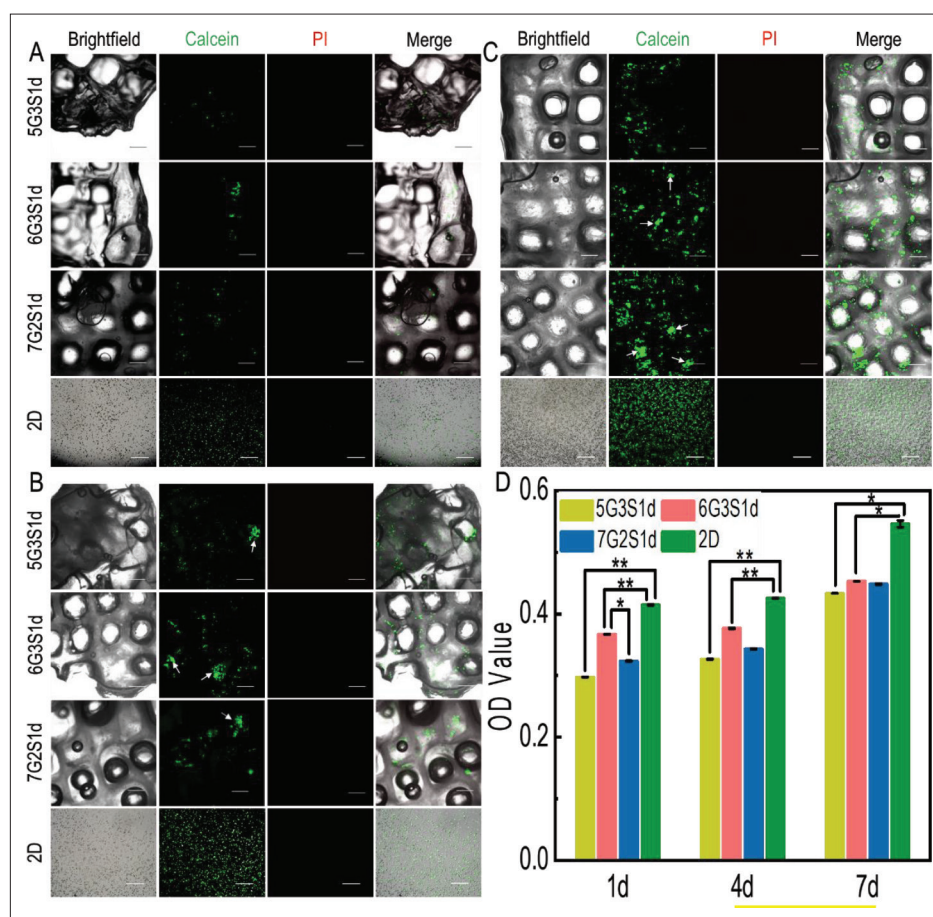 A
Brightfield Calcein PI Merge
5G3S1d
6G3S1d
7G2S1d
2D
B
5G3S1d
6G3S1d
7G2S1d
2D
C
Brightfield Calcein PI Merge
D
0.6
0.4
0.2
0.0
OD Value
5G3S1d 6G3S1d
7G2S1d 2D
** ** *
** **
* *
1d 4d 7d